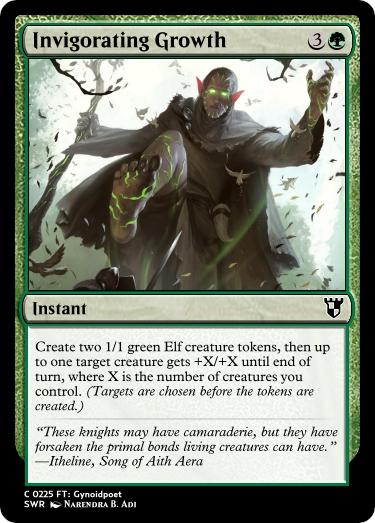 Invigorating Growth 3
Instant
Create two 1/1 green Elf creature tokens, then up
to one target creature gets +X/+X until end of
turn, where X is the number of creatures you
control. (Targets are chosen before the tokens are
created.)
“These knights may have camaraderie, but they have
forsaken the primal bonds living creatures can have.”
—Itheline, Song of Aith Aera
C 0225 FT: Gynoidpoet
SWR Narendra B. Adi